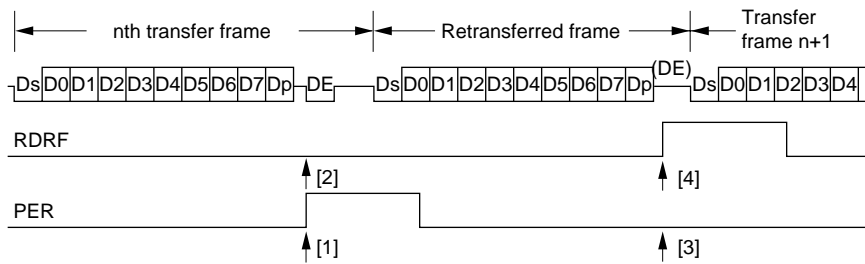 nth transfer frame Retransferred frame Transfer
frame n+1
(DE)
Ds D0 D1 D2 D3 D4 D5 D6 D7 Dp DE Ds D0 D1 D2 D3 D4 D5 D6 D7 Dp Ds D0 D1 D2 D3 D4
RDRF
[2] [4]
PER
[1] [3]